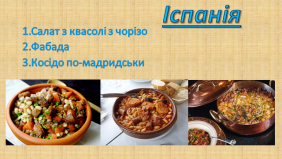 Іспанія
1.Салат з квасолі з чорізо
2.Фабада
3.Косідо по-мадридськи